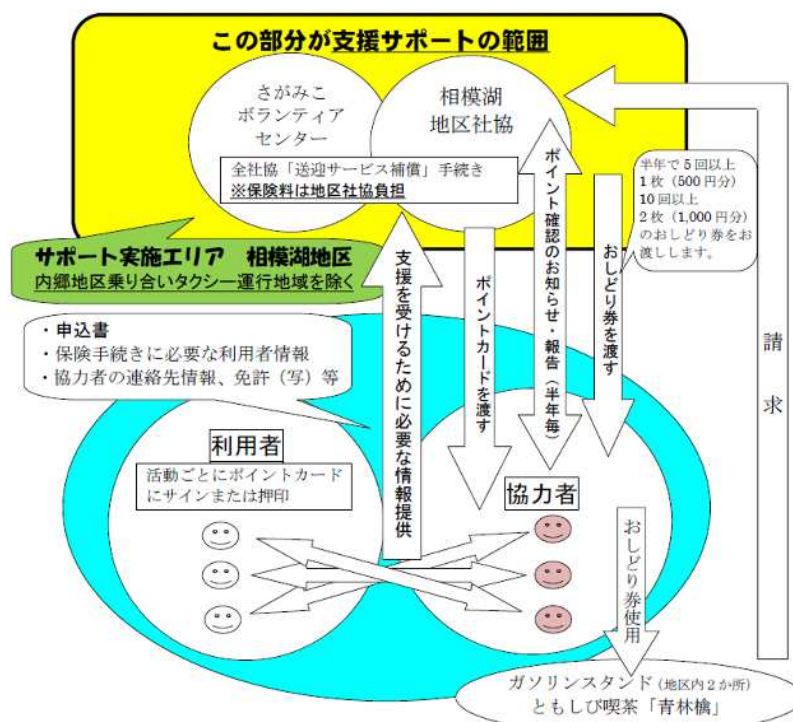 この部分が支援サポートの範囲
さがみこ
ボランティア
センター
相模湖
地区社協
全社協「送迎サービス補償」手続き
※保険料は地区社協負担
半年で5回以上
1枚（500円分）
10回以上
2枚（1,000円分）
のおしどり券をお
渡しします。
サポート実施エリア 相模湖地区
内郷地区乗り合いタクシー運行地域を除く
・申込書
・保険手続きに必要な利用者情報
・協力者の連絡先情報、免許（写）等
支援を受けるために必要な情報提供
ポイントカードを渡す
ポイント確認のお知らせ・報告（半年毎）
おしどり券を渡す
請求
利用者
活動ごとにポイントカード
にサインまたは押印
協力者
おしどり券使用
ガソリンスタンド（地区内2か所）
ともしび喫茶「青林檎」